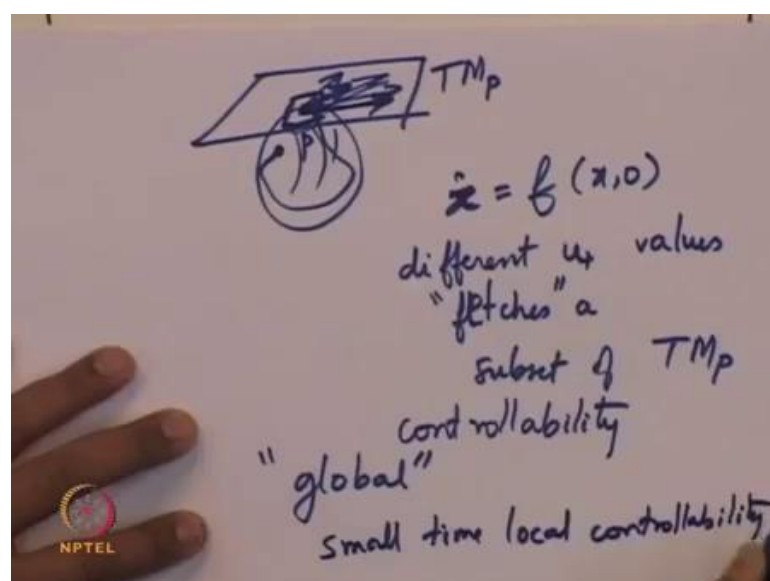 TMp
P
ẋ = f (x,0)
different u values
"fetches" a
subset of TMp
controllability
"global"
small time local controllability
NPTEL